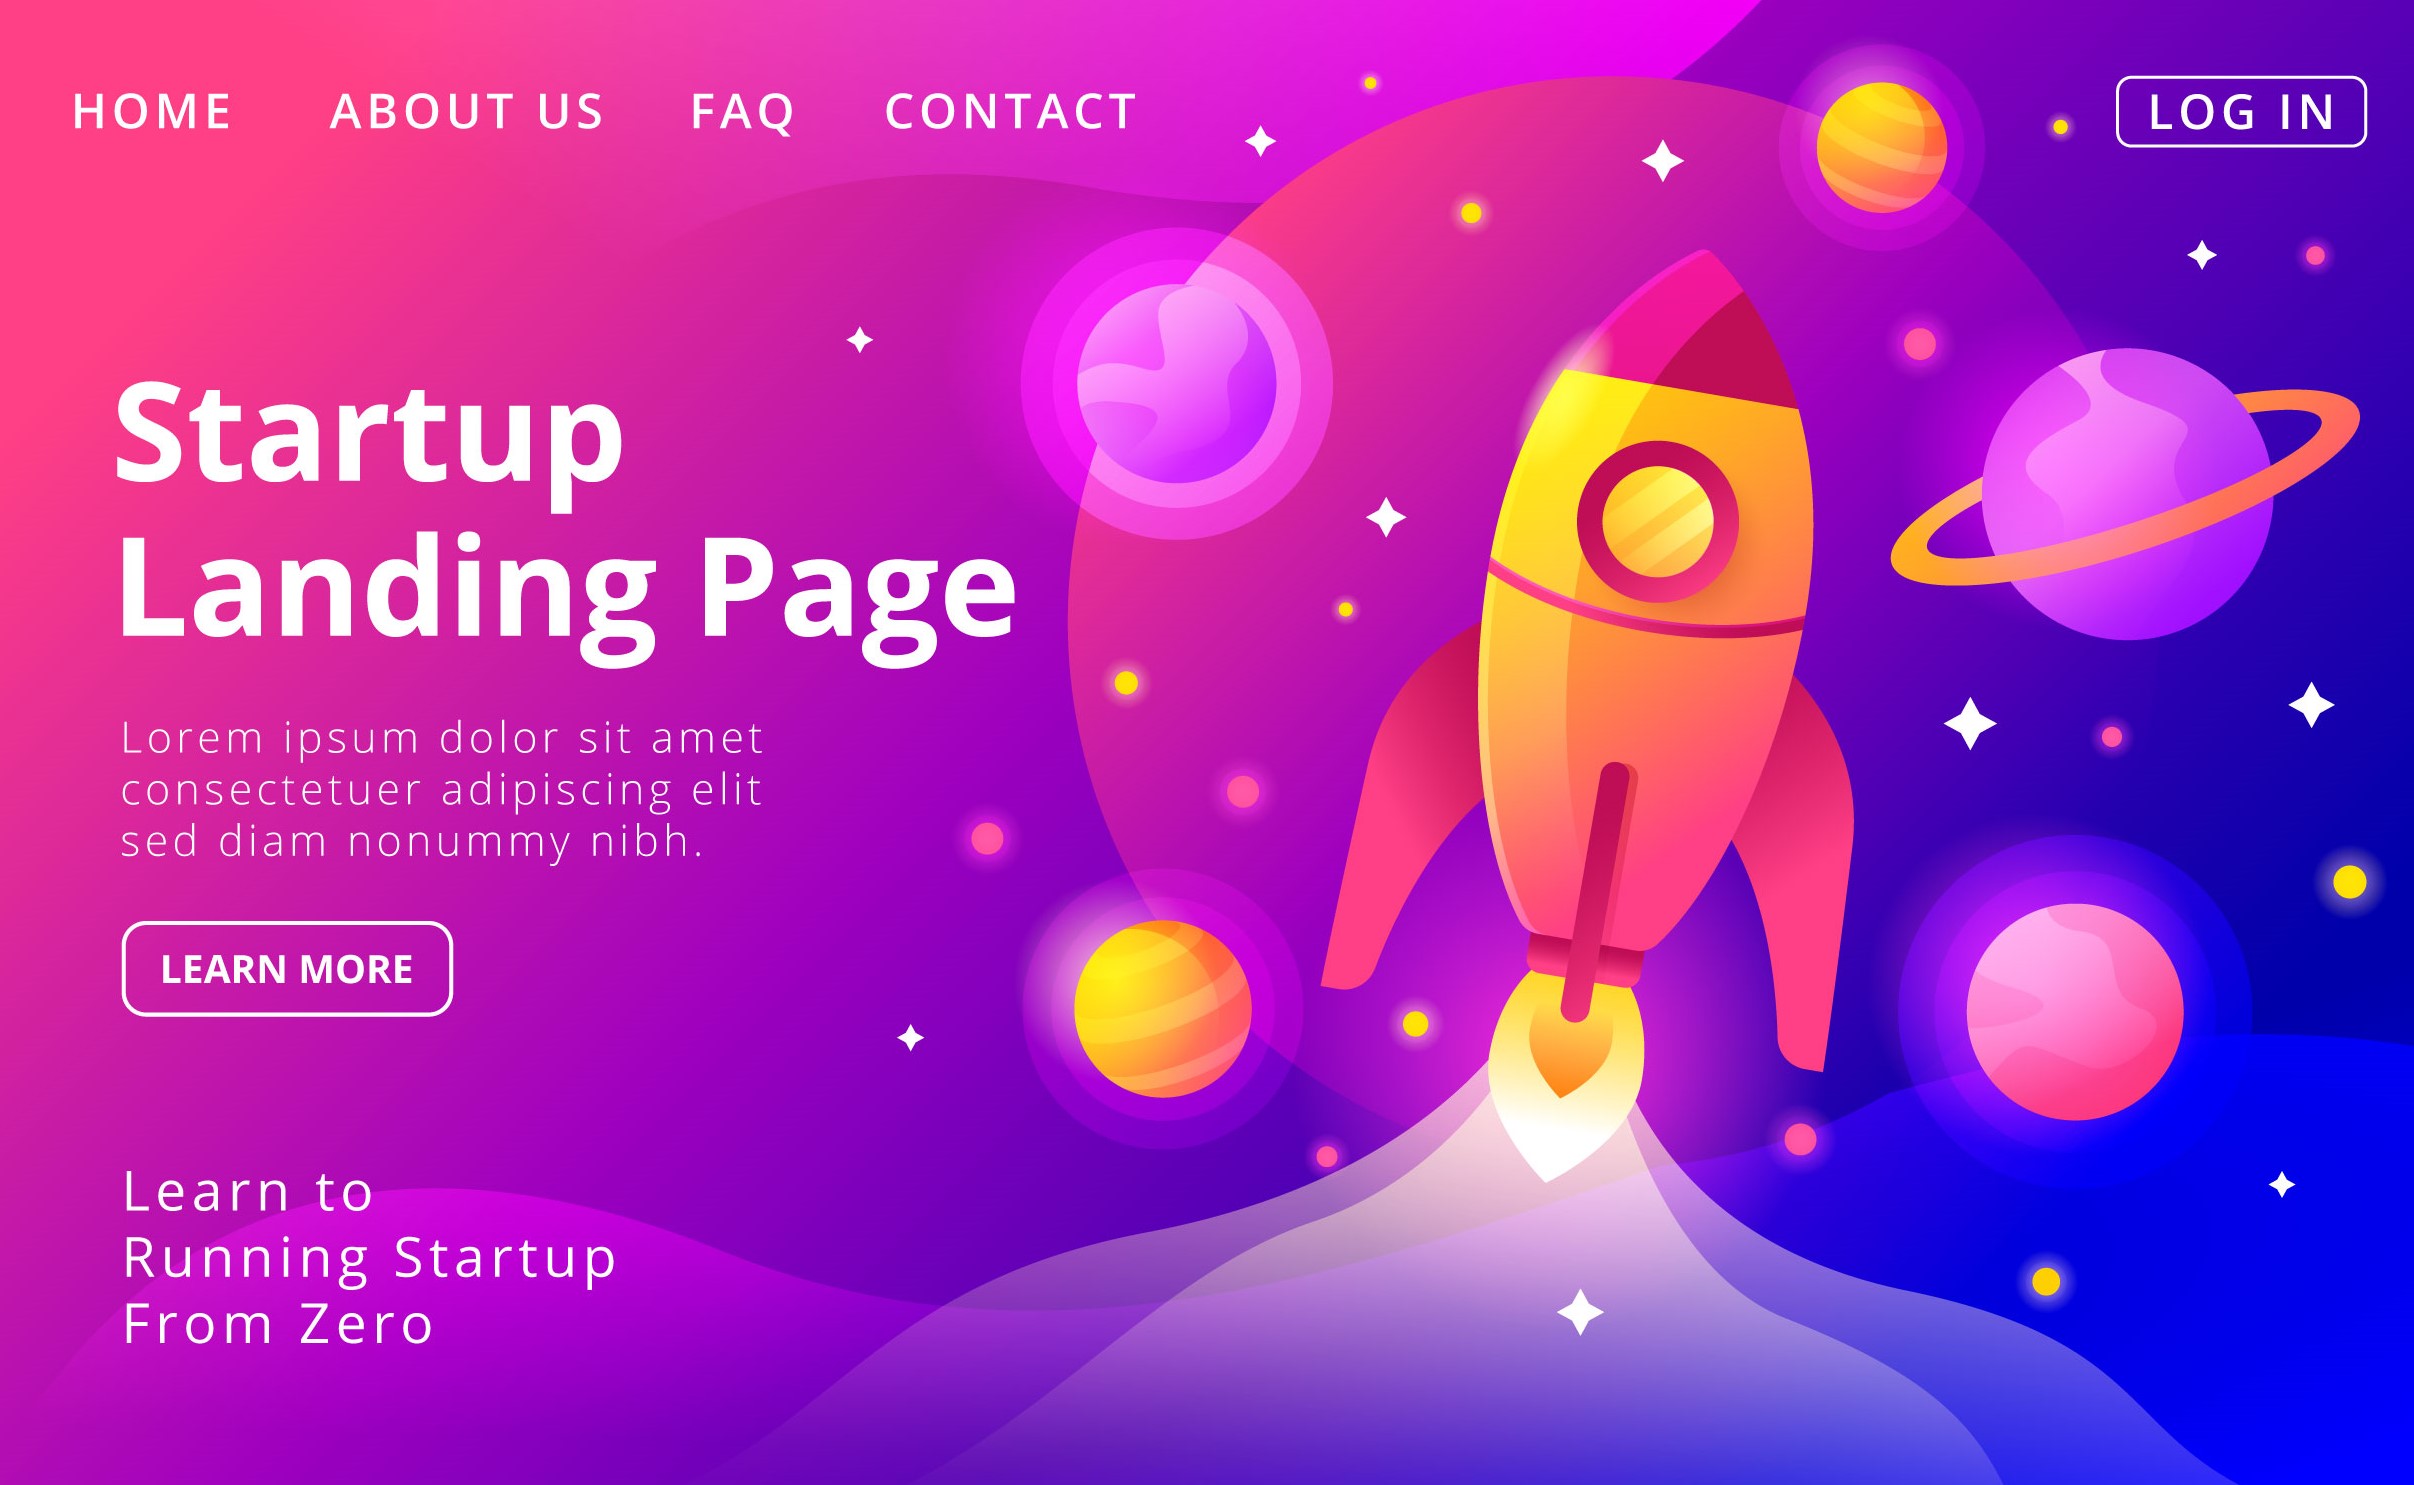 HOME ABOUT US FAQ CONTACT LOG IN
Startup
Landing Page
Lorem ipsum dolor sit amet
consectetuer adipiscing elit
sed diam nonummy nibh.
LEARN MORE
Learn to
Running Startup
From Zero